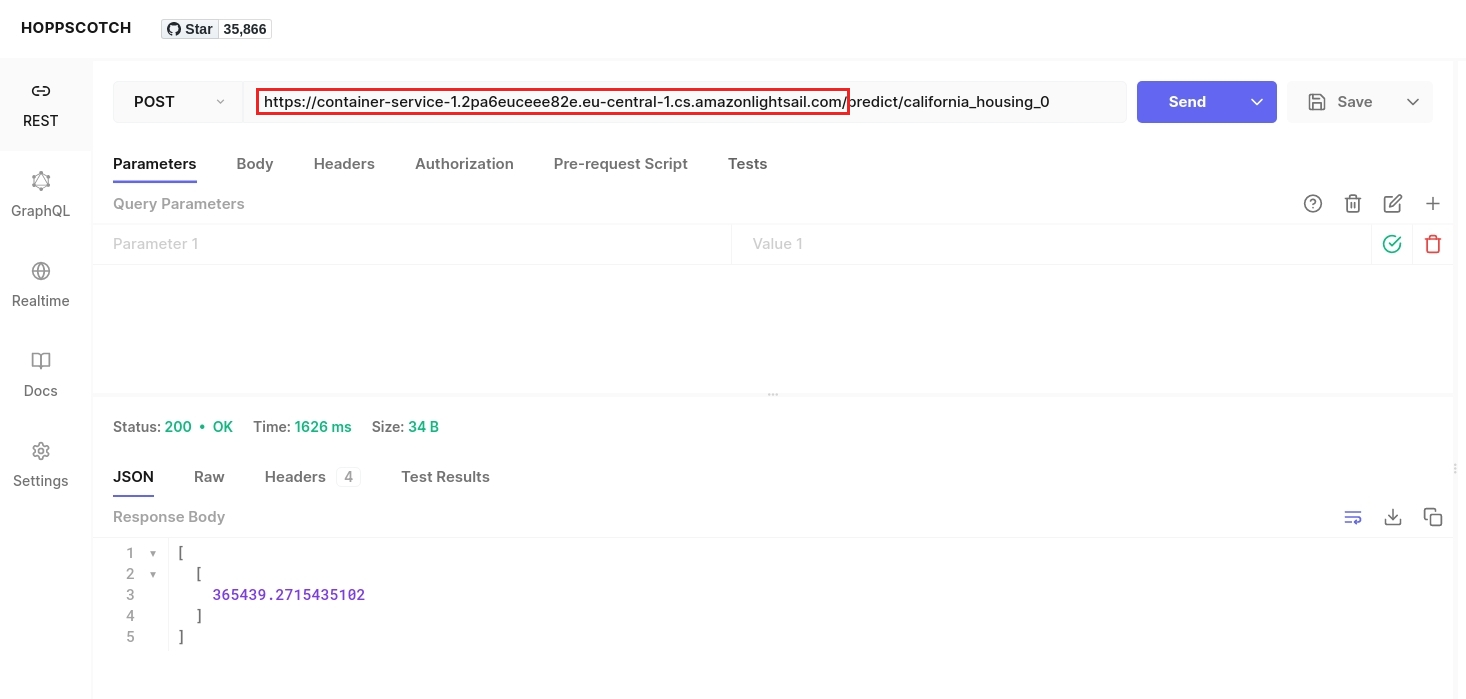 HOPPSCOTCH Star 35,866
REST
GraphQL
Realtime
Docs
Settings
POST https://container-service-1.2pa6euceee82e.eu-central-1.cs.amazonlightsail.com/predict/california_housing_0 Send Save
Parameters Body Headers Authorization Pre-request Script Tests
Query Parameters
Parameter 1 Value 1
Status: 200 • OK Time: 1626 ms Size: 34 B
JSON Raw Headers 4 Test Results
Response Body
1 [
2 [
3 365439.2715435102
4 ]
5 ]